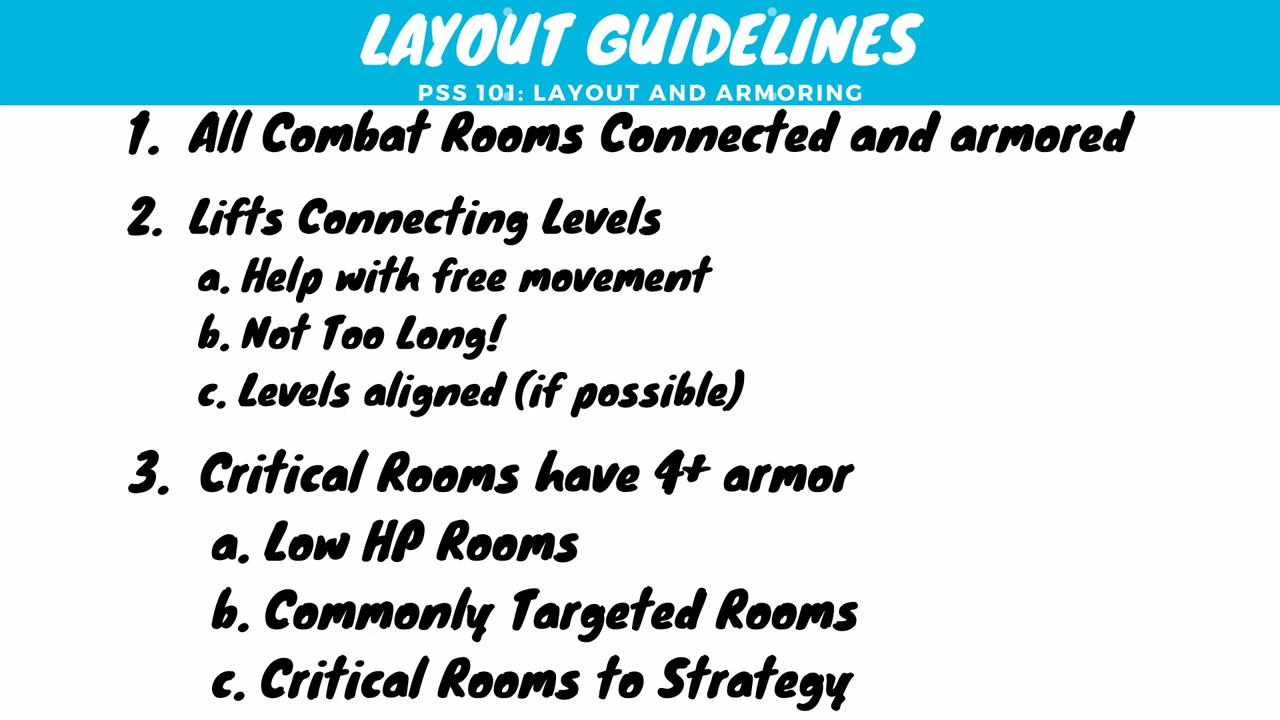 LAYOUT GUIDELINES
PSS 101: LAYOUT AND ARMORING
1. All Combat Rooms Connected and armored
2. Lifts Connecting Levels
a. Help with free movement
b. Not Too Long!
c. Levels aligned (if possible)
3. Critical Rooms have 4+ armor
a. Low HP Rooms
b. Commonly Targeted Rooms
c. Critical Rooms to Strategy